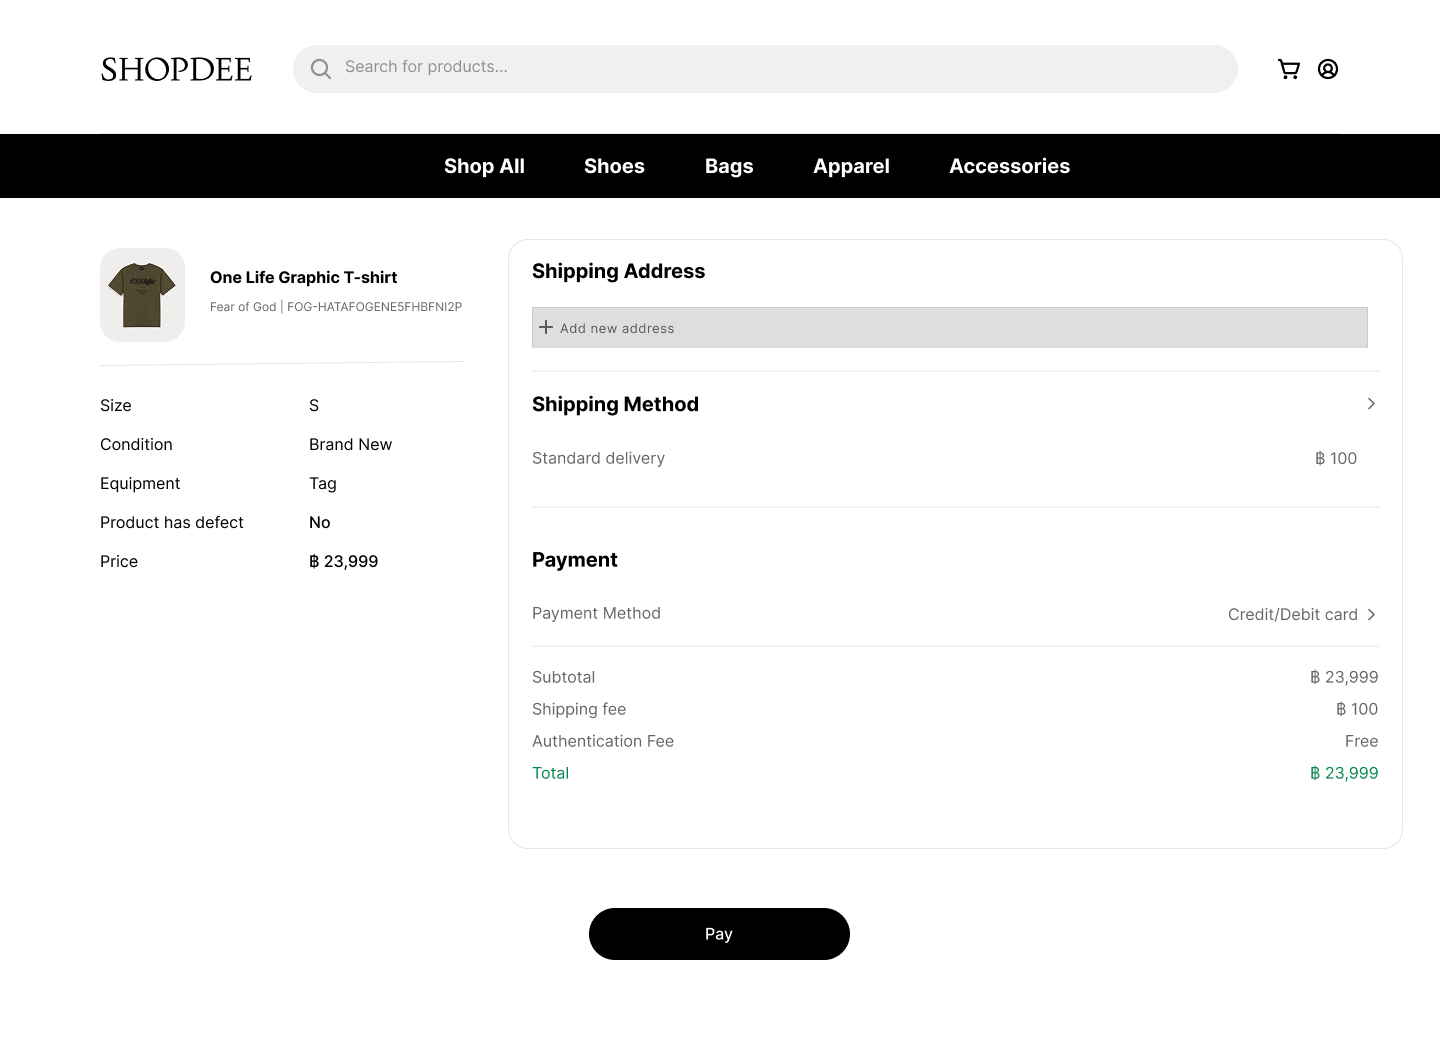 SHOPDEE
Search for products...
Shop All Shoes Bags Apparel Accessories
One Life Graphic T-shirt
Fear of God | FOG-HATAFOGENE5FHBFNI2P
Size S
Condition Brand New
Equipment Tag
Product has defect No
Price ฿ 23,999
Shipping Address
Add new address
Shipping Method
Standard delivery ฿ 100
Payment
Payment Method Credit/Debit card
Subtotal ฿ 23,999
Shipping fee ฿ 100
Authentication Fee Free
Total ฿ 23,999
Pay